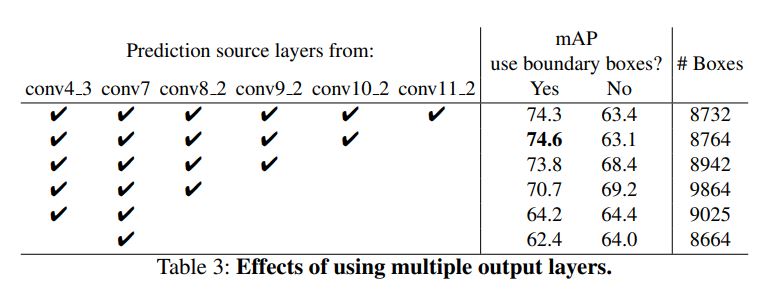 mAP
Prediction source layers from:
use boundary boxes? # Boxes
conv4_3 conv7 conv8_2 conv9_2 conv10_2 conv11_2 Yes No
✔ ✔ ✔ ✔ ✔ ✔ 74.3 63.4 8732
✔ ✔ ✔ ✔ ✔ 74.6 63.1 8764
✔ ✔ ✔ ✔ 73.8 68.4 8942
✔ ✔ ✔ 70.7 69.2 9864
✔ ✔ 64.2 64.4 9025
✔ 62.4 64.0 8664
Table 3: Effects of using multiple output layers.